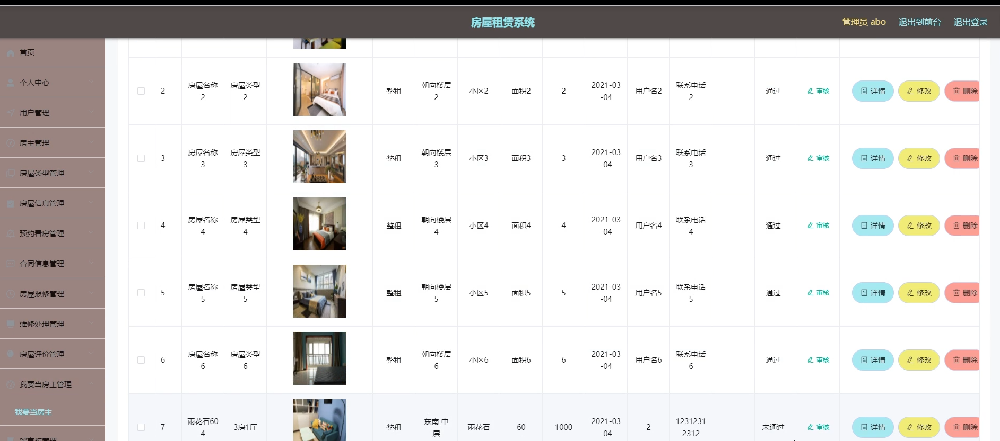 房屋租赁系统
管理员 abo 退出到前台 退出登录
首页
个人中心
用户管理
房主管理
房屋类型管理
房屋信息管理
预约看房管理
合同信息管理
房屋报修管理
维修处理管理
房屋评价管理
我要当房主管理
我要当房主
留言板管理
2 房屋名称 房屋类型 整租 朝向楼层 小区2 面积2 2 2021-03 用户名2 联系电话 通过 审核 详情 修改 删除
2 2 2 -04 2
3 房屋名称 房屋类型 整租 朝向楼层 小区3 面积3 3 2021-03 用户名3 联系电话 通过 审核 详情 修改 删除
3 3 3 -04 3
4 房屋名称 房屋类型 整租 朝向楼层 小区4 面积4 4 2021-03 用户名4 联系电话 通过 审核 详情 修改 删除
4 4 4 -04 4
5 房屋名称 房屋类型 整租 朝向楼层 小区5 面积5 5 2021-03 用户名5 联系电话 通过 审核 详情 修改 删除
5 5 5 -04 5
6 房屋名称 房屋类型 整租 朝向楼层 小区6 面积6 6 2021-03 用户名6 联系电话 通过 审核 详情 修改 删除
6 6 6 -04 6
7 雨花石60 3房1厅 整租 东南 中 雨花石 60 1000 2021-03 2 1231231 未通过 审核 详情 修改 删除
4 层 -04 2312